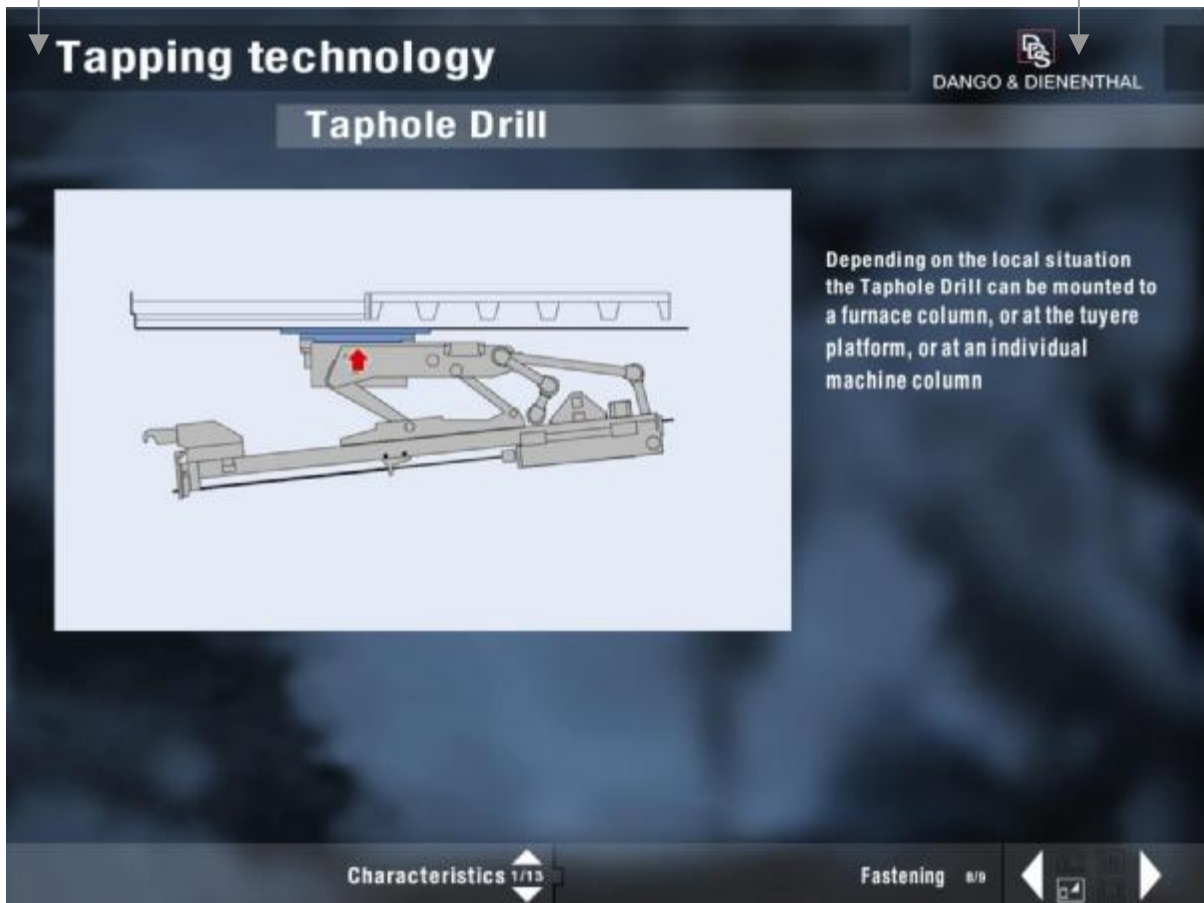 Tapping technology
DDS
DANGO & DIENENTHAL
Taphole Drill
Depending on the local situation
the Taphole Drill can be mounted to
a furnace column, or at the tuyere
platform, or at an individual
machine column
Characteristics 1/13
Fastening 8/9